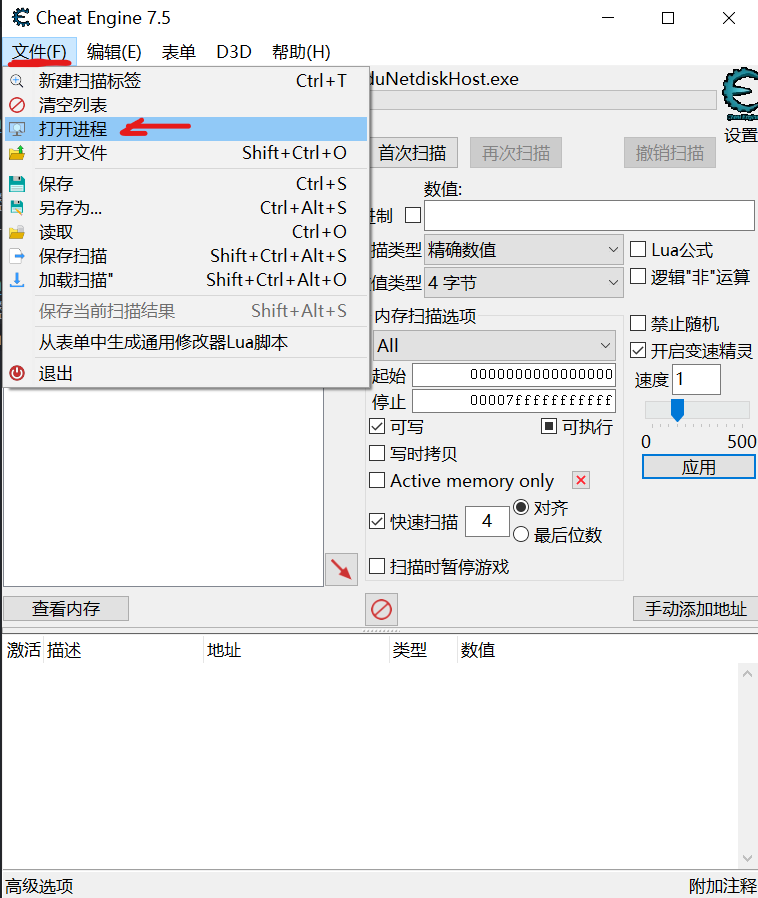 Cheat Engine 7.5
文件(F) 编辑(E) 表单 D3D 帮助(H)
新建扫描标签 Ctrl+T
清空列表
打开进程
打开文件 Shift+Ctrl+O
保存 Ctrl+S
另存为... Ctrl+Alt+S
读取 Ctrl+O
保存扫描 Shift+Ctrl+Alt+S
加载扫描" Shift+Ctrl+Alt+O
保存当前扫描结果 Shift+Alt+S
从表单中生成通用修改器Lua脚本
退出
duNetdiskHost.exe
设置
首次扫描 再次扫描 撤销扫描
数值:
进制
描类型 精确数值
Lua公式
值类型 4 字节
逻辑"非"运算
内存扫描选项
All
禁止随机
开启变速精灵
起始 0000000000000000
停止 00007fffffffffff
速度 1
可写 可执行
0 500
写时拷贝
应用
Active memory only
快速扫描 4
对齐
最后位数
扫描时暂停游戏
查看内存 手动添加地址
激活 描述 地址 类型 数值
高级选项 附加注释